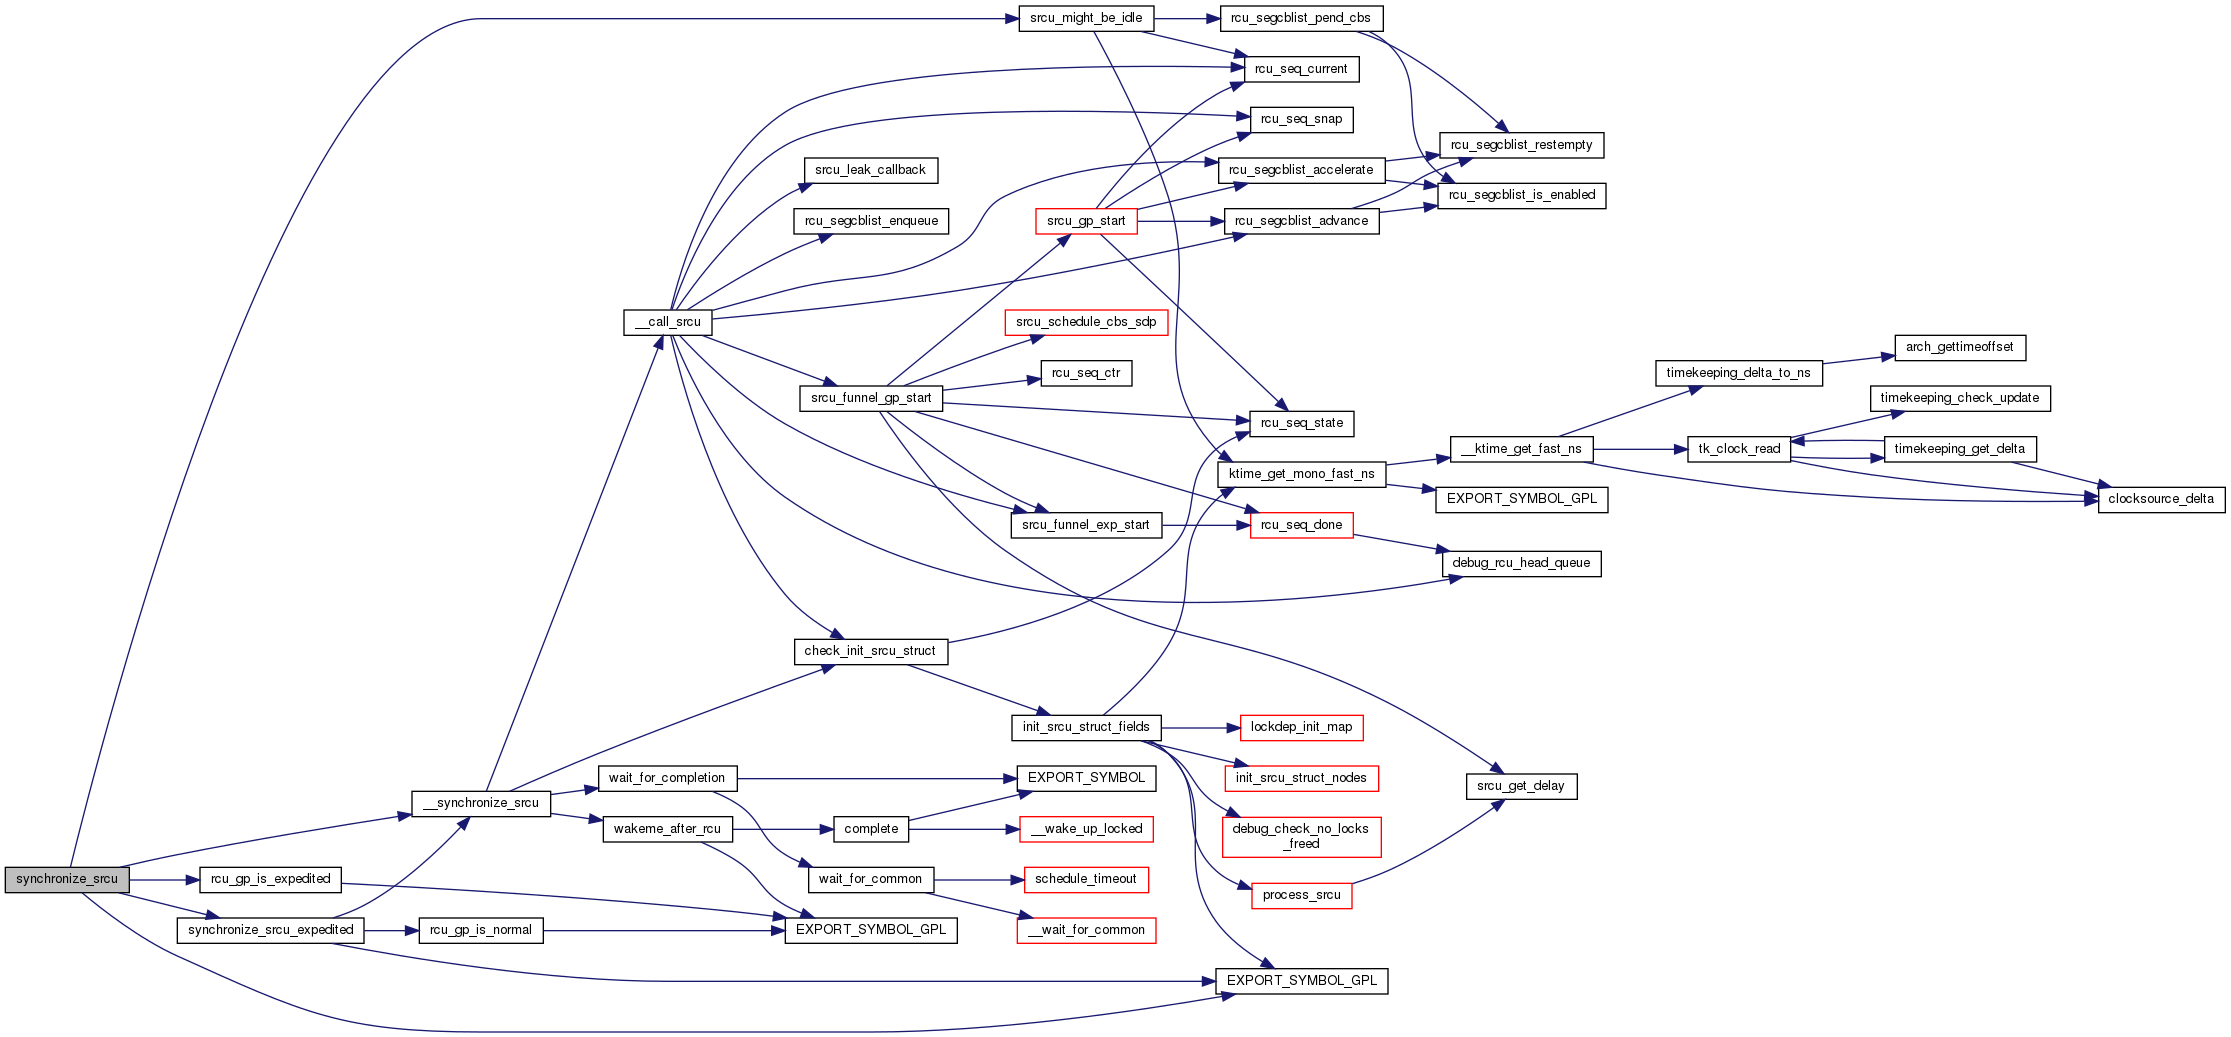 srcu_might_be_idle
rcu_segcblist_pend_cbs
rcu_seq_current
rcu_seq_snap
rcu_segcblist_restempty
srcu_leak_callback
rcu_segcblist_accelerate
rcu_segcblist_is_enabled
rcu_segcblist_enqueue
srcu_gp_start
rcu_segcblist_advance
__call_srcu
srcu_schedule_cbs_sdp
arch_gettimeoffset
rcu_seq_ctr
timekeeping_delta_to_ns
srcu_funnel_gp_start
timekeeping_check_update
rcu_seq_state
__ktime_get_fast_ns
tk_clock_read
timekeeping_get_delta
ktime_get_mono_fast_ns
EXPORT_SYMBOL_GPL
clocksource_delta
srcu_funnel_exp_start
rcu_seq_done
debug_rcu_head_queue
check_init_srcu_struct
init_srcu_struct_fields
lockdep_init_map
wait_for_completion
EXPORT_SYMBOL
init_srcu_struct_nodes
srcu_get_delay
__synchronize_srcu
wakeme_after_rcu
complete
__wake_up_locked
debug_check_no_locks
_freed
synchronize_srcu
rcu_gp_is_expedited
wait_for_common
schedule_timeout
process_srcu
synchronize_srcu_expedited
rcu_gp_is_normal
EXPORT_SYMBOL_GPL
__wait_for_common
EXPORT_SYMBOL_GPL